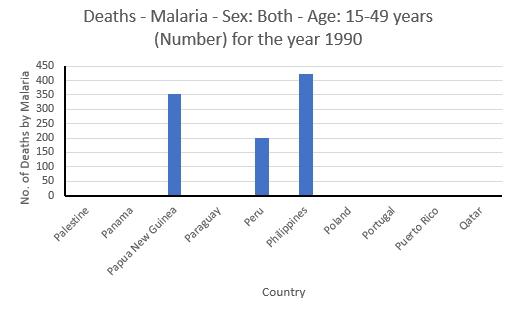 Deaths - Malaria - Sex: Both - Age: 15-49 years
(Number) for the year 1990
No. of Deaths by Malaria
450
400
350
300
250
200
150
100
50
0
Palestine
Panama
Papua New Guinea
Paraguay
Peru
Philippines
Poland
Portugal
Puerto Rico
Qatar
Country